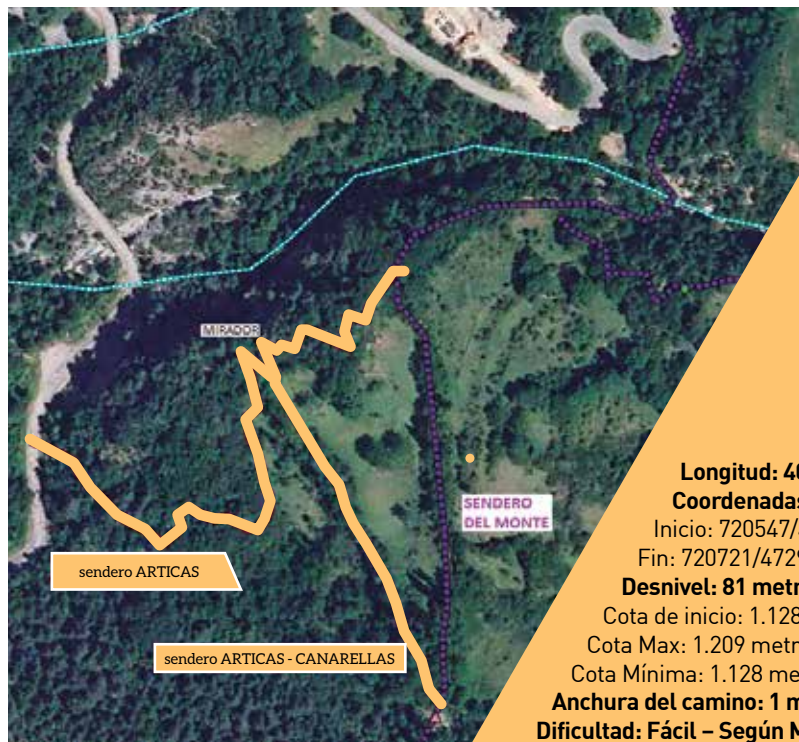 MIRADOR
SENDERO
DEL MONTE
sendero ARTICAS
sendero ARTICAS - CANARELLAS
Longitud: 40
Coordenadas
Inicio: 720547/
Fin: 720721/4729
Desnivel: 81 metr
Cota de inicio: 1.128
Cota Max: 1.209 metr
Cota Mínima: 1.128 me
Anchura del camino: 1 m
Dificultad: Fácil – Según M